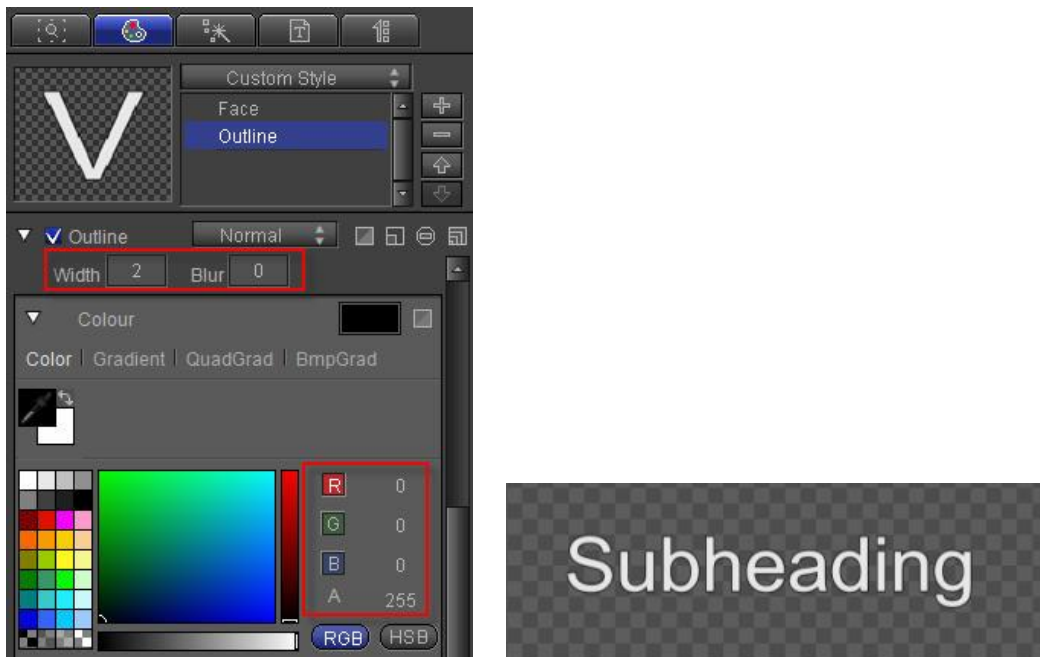 T
V
Custom Style
Face
Outline
Outline Normal
Width 2 Blur 0
Colour
Color Gradient QuadGrad BmpGrad
R 0
G 0
B 0
A 255
RGB HSB
Subheading